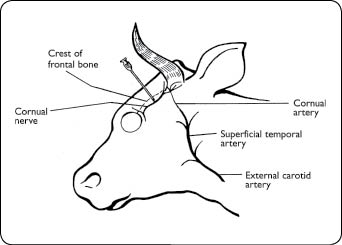 Crest of
frontal bone
Cornual
nerve
Cornual
artery
Superficial temporal
artery
External carotid
artery